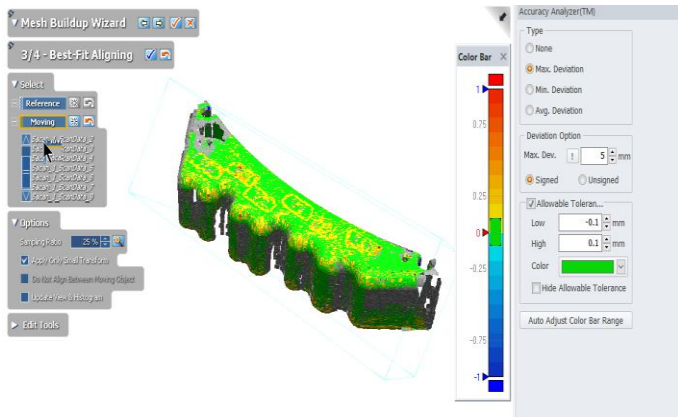 Mesh Buildup Wizard
3/4 - Best-Fit Aligning
Select
Reference
Moving
Options
Sampling Ratio
25 %
Apply Only Small Transform
Do Not Align Between Moving Object
Update View & Histogram
Edit Tools
Color Bar
1
0.75
0.25
0
-0.25
-0.75
-1
Accuracy Analyzer(TM)
Type
None
Max. Deviation
Min. Deviation
Avg. Deviation
Deviation Option
Max. Dev.
!
5
mm
Signed
Unsigned
Allowable Toleran...
Low
-0.1
mm
High
0.1
mm
Color
Hide Allowable Tolerance
Auto Adjust Color Bar Range